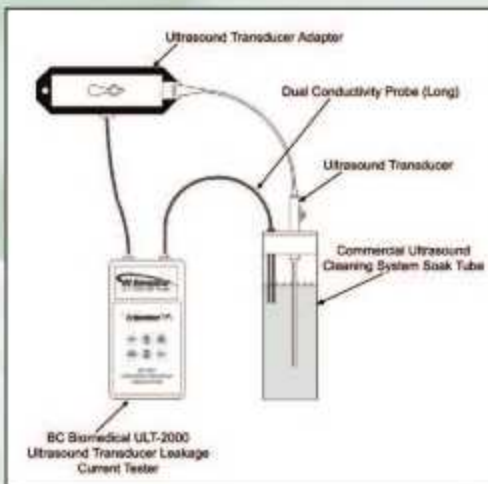 Ultrasound Transducer Adapter
Dual Conductivity Probe (Long)
Ultrasound Transducer
Commercial Ultrasound
Cleaning System Soak Tube
BC Biomedical ULT-2000
Ultrasound Transducer Leakage
Current Tester